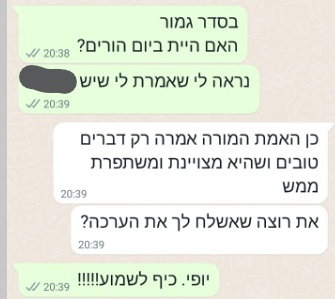 בסדר גמור
האם היית ביום הורים?
20:38
נראה לי שאמרת לי שיש
20:39
כן האמת המורה אמרה רק דברים
טובים ושהיא מצויינת ומשתפרת
ממש
20:39
את רוצה שאשלח לך את הערכה?
20:39
יופי. כיף לשמוע!!!!!
20:39